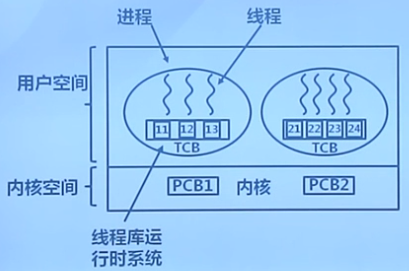 进程
线程
用户空间
11 12 13
TCB
21 22 23 24
TCB
内核空间
PCB1
内核
PCB2
线程库运
行时系统